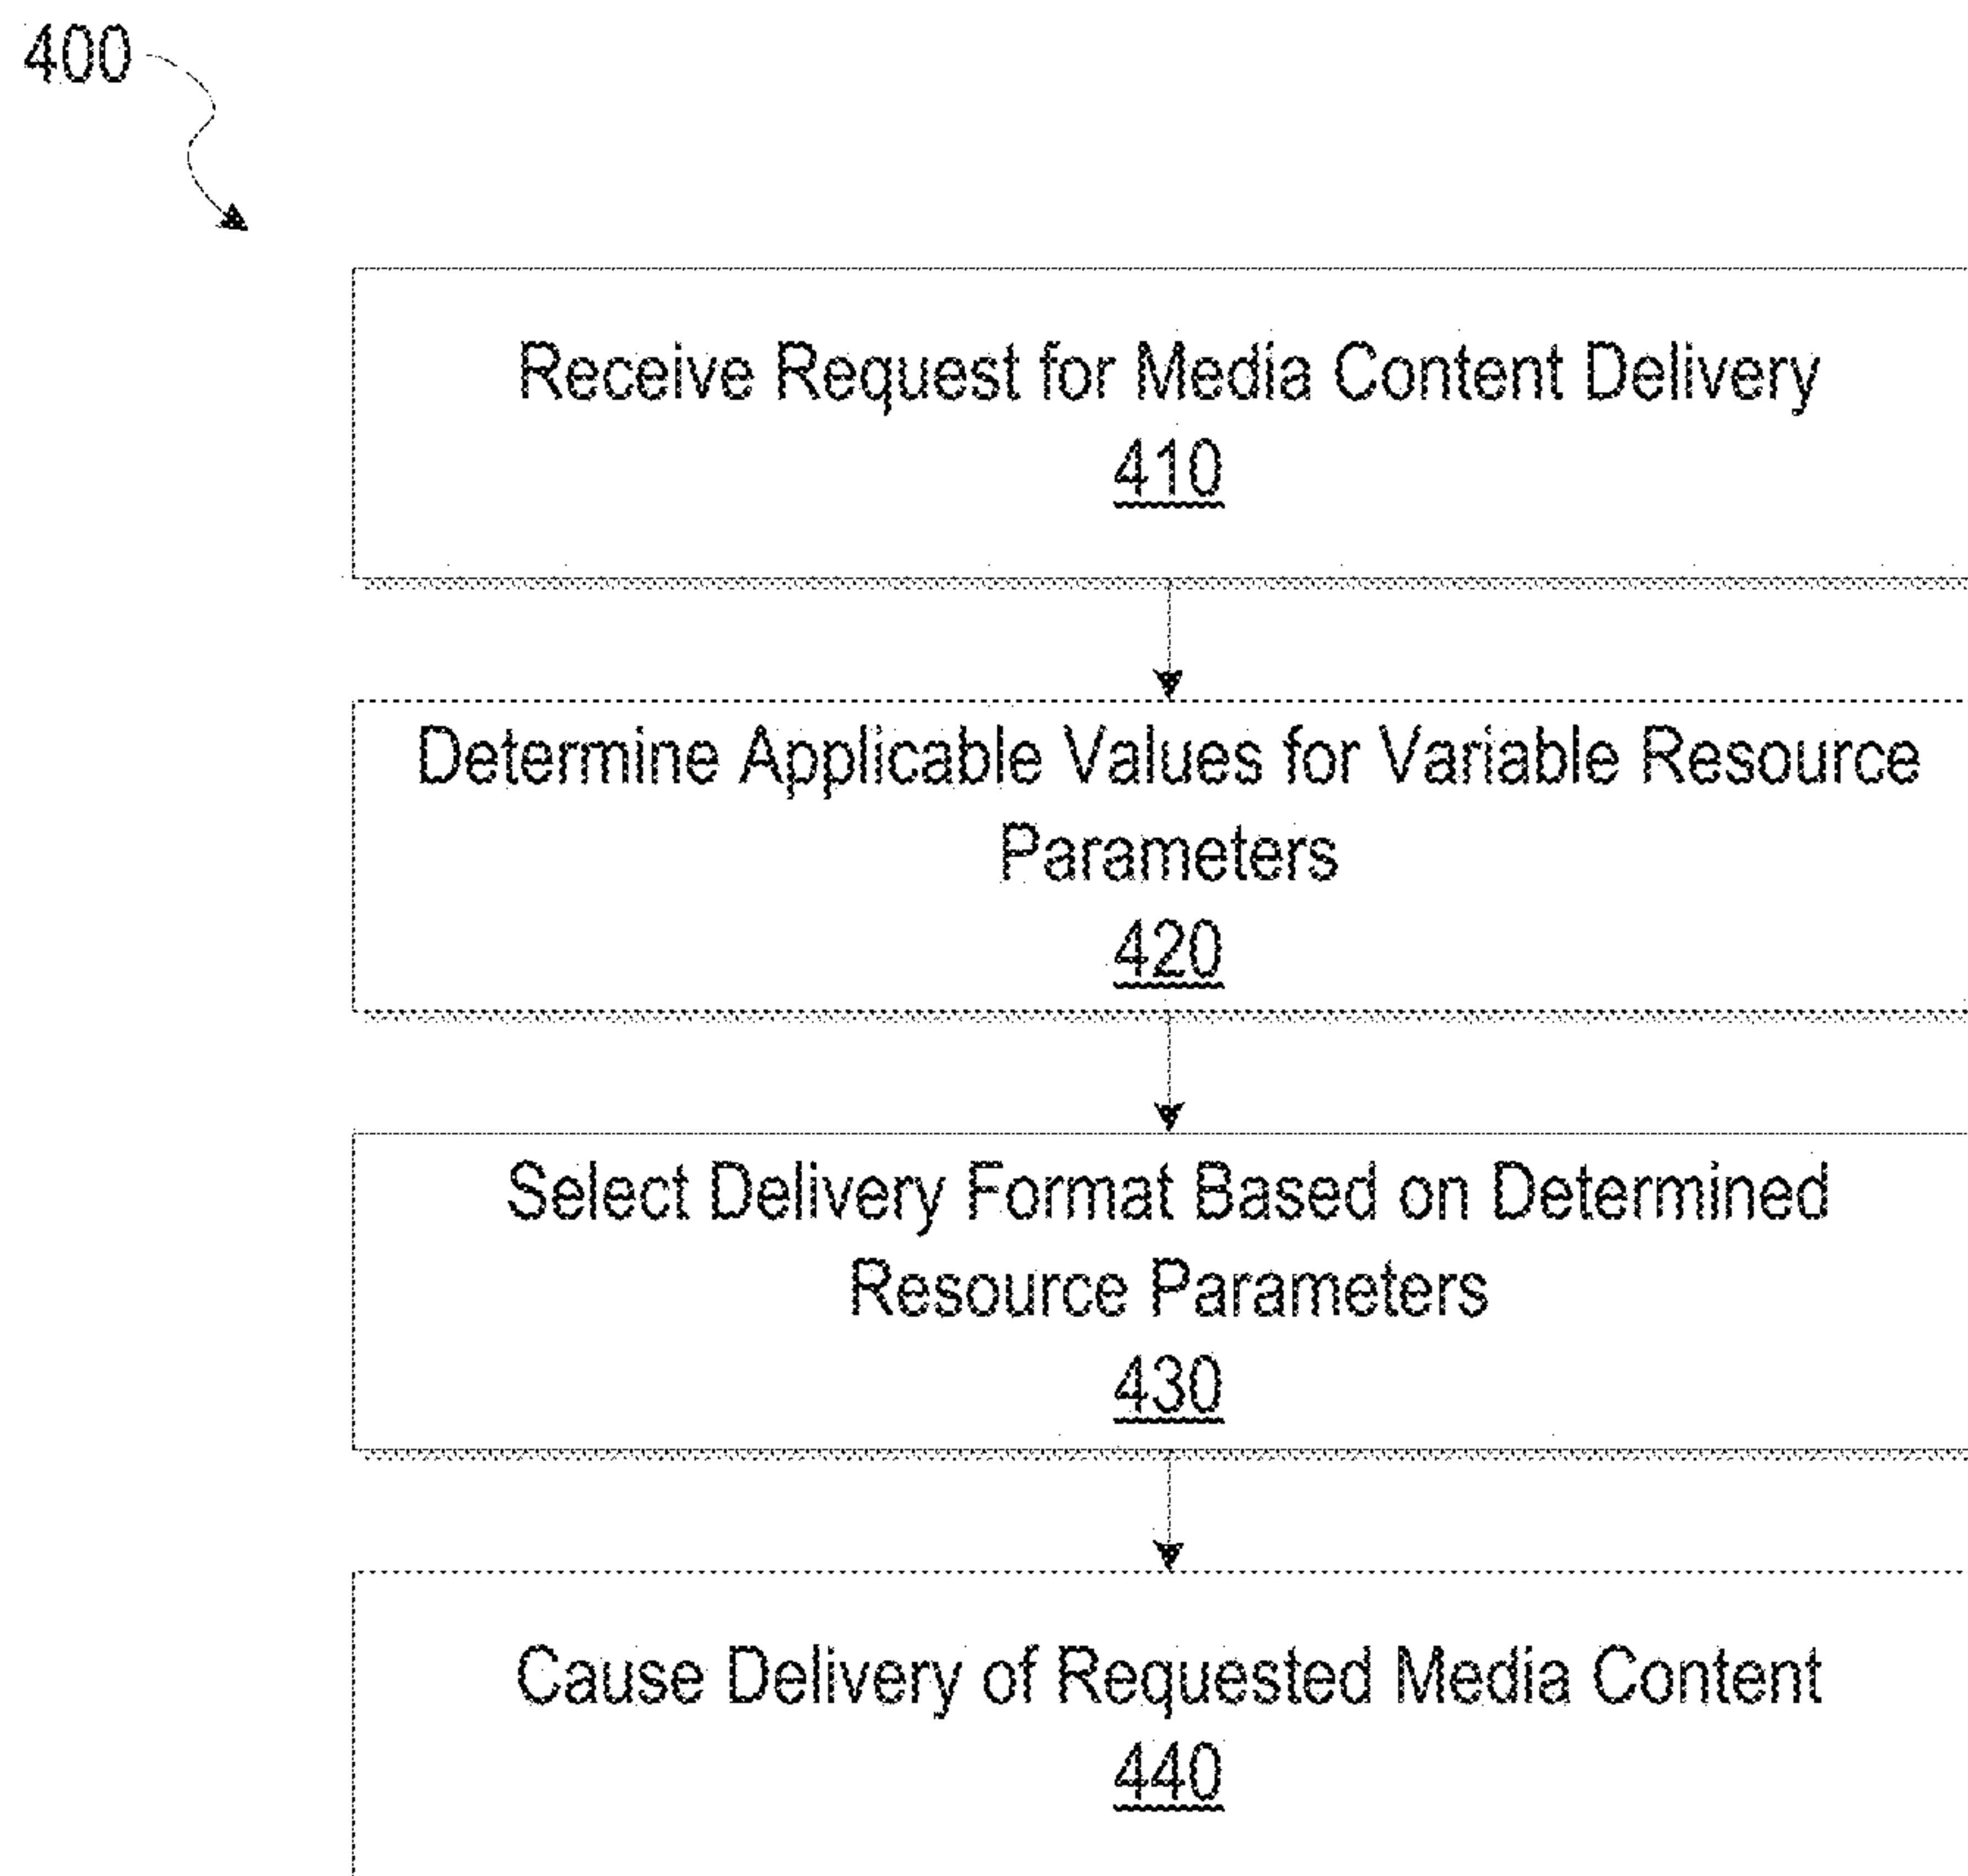 400
Receive Request for Media Content Delivery
410
Determine Applicable Values for Variable Resource
Parameters
420
Select Delivery Format Based on Determined
Resource Parameters
430
Cause Delivery of Requested Media Content
440